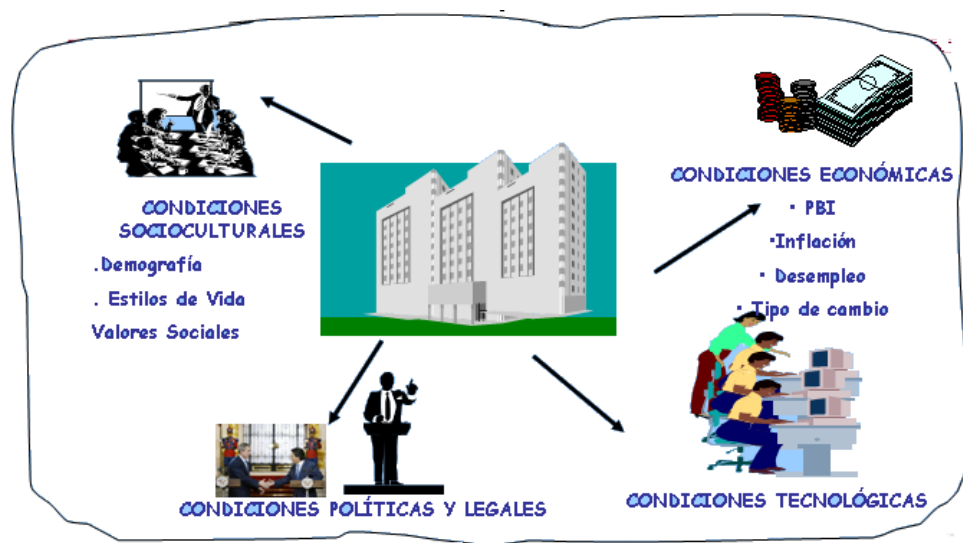 CONDICIONES
SOCIOCULTURALES
.Demografía
. Estilos de Vida
Valores Sociales
CONDICIONES ECONÓMICAS
· PBI
·Inflación
· Desempleo
· Tipo de cambio
CONDICIONES POLÍTICAS Y LEGALES
CONDICIONES TECNOLÓGICAS